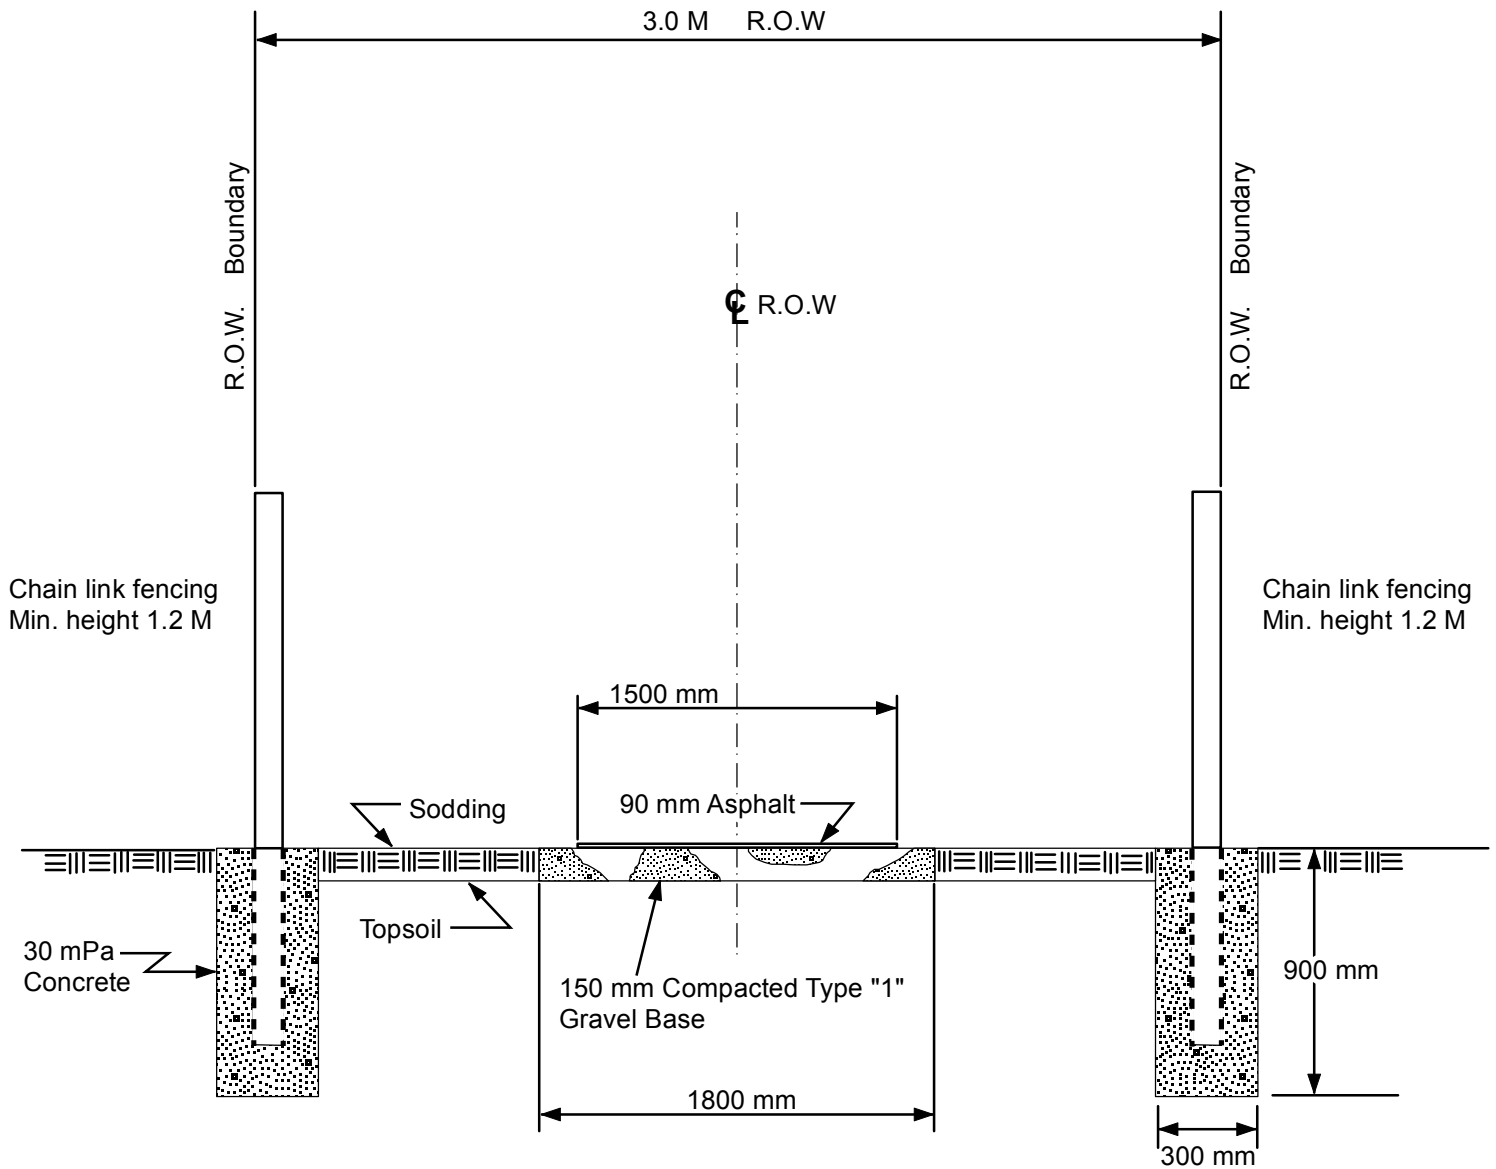 3.0 M R.O.W
R.O.W. Boundary
R.O.W. Boundary
℄ R.O.W
Chain link fencing
Min. height 1.2 M
Chain link fencing
Min. height 1.2 M
1500 mm
Sodding
90 mm Asphalt
Topsoil
30 mPa
Concrete
900 mm
150 mm Compacted Type "1"
Gravel Base
1800 mm
300 mm